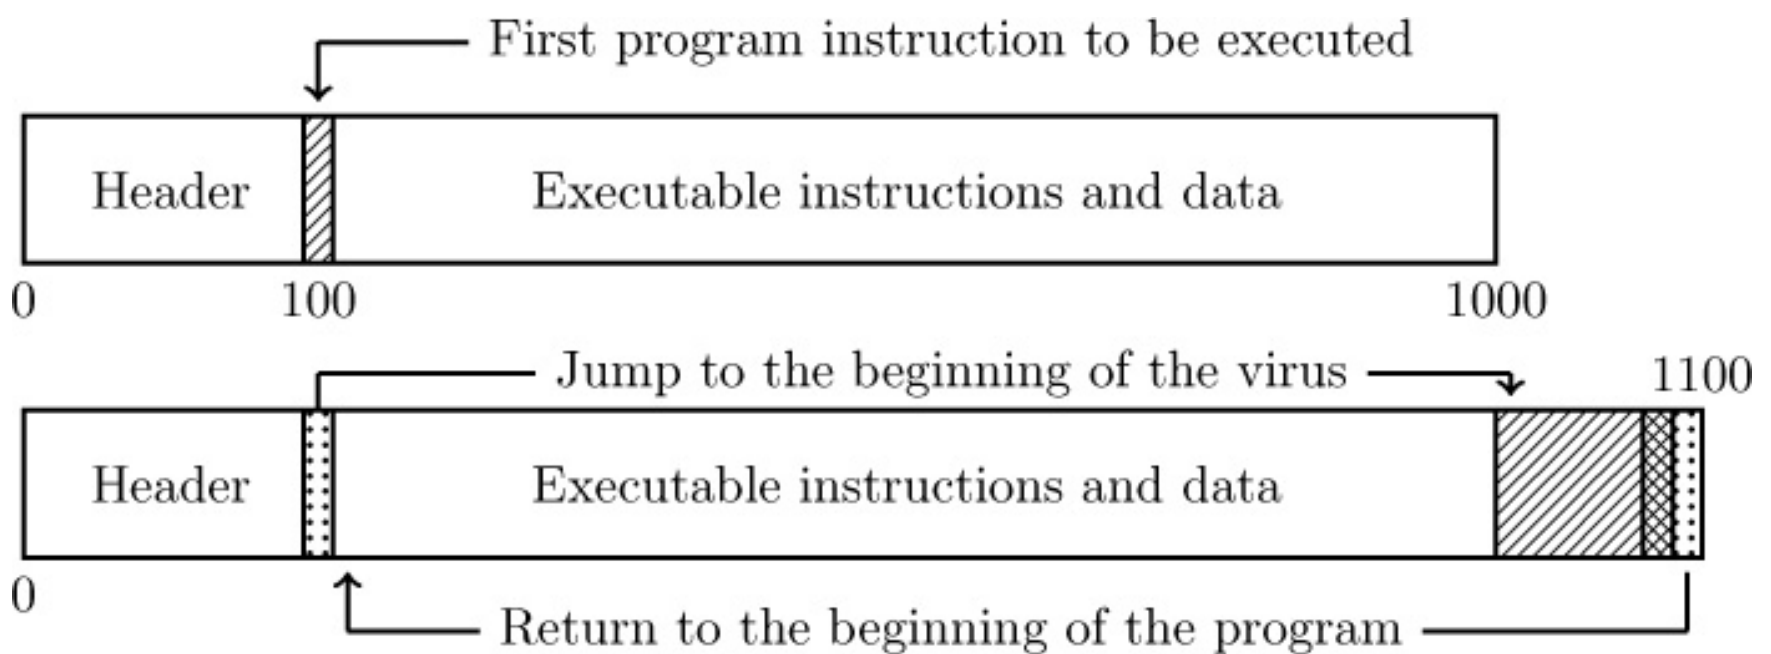 First program instruction to be executed
Header Executable instructions and data
0 100 1000
Jump to the beginning of the virus 1100
Header Executable instructions and data
0
Return to the beginning of the program